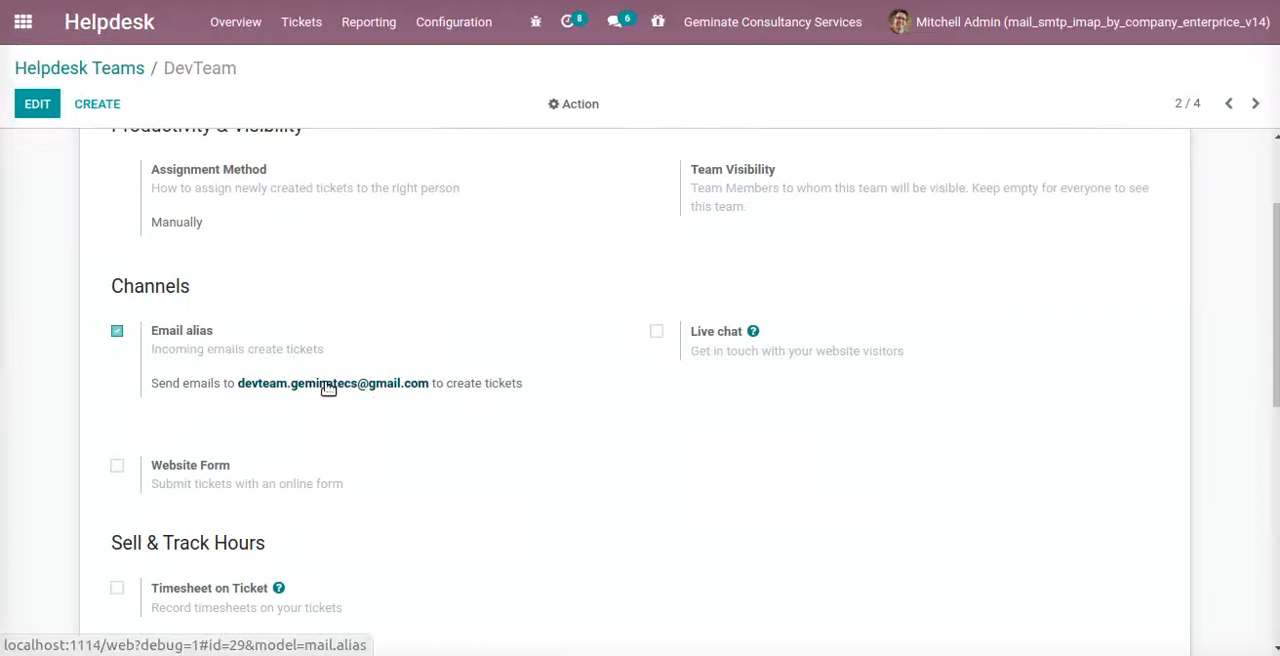 Helpdesk Overview Tickets Reporting Configuration 8 6 Geminate Consultancy Services Mitchell Admin (mail_smtp_imap_by_company_enterprice_v14)
Helpdesk Teams / DevTeam
EDIT CREATE Action 2 / 4
Productivity & Visibility
Assignment Method
How to assign newly created tickets to the right person
Manually
Team Visibility
Team Members to whom this team will be visible. Keep empty for everyone to see
this team.
Channels
Email alias
Incoming emails create tickets
Send emails to devteam.geminatecs@gmail.com to create tickets
Live chat ?
Get in touch with your website visitors
Website Form
Submit tickets with an online form
Sell & Track Hours
Timesheet on Ticket ?
Record timesheets on your tickets
localhost:1114/web?debug=1#id=29&model=mail.alias